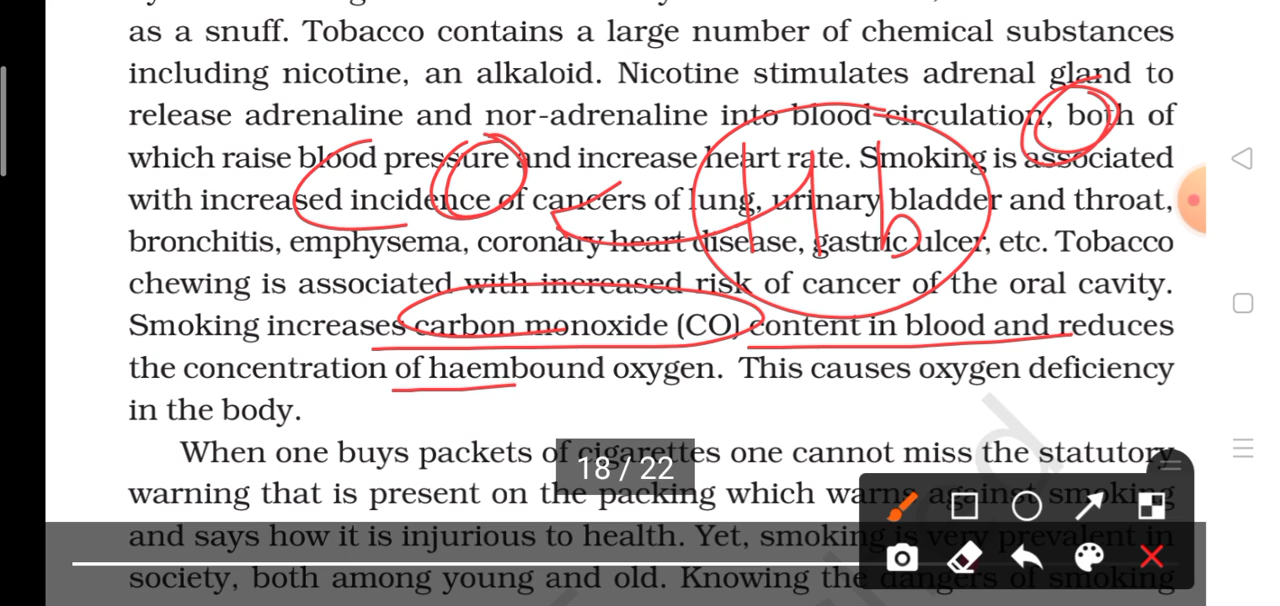 as a snuff. Tobacco contains a large number of chemical substances
including nicotine, an alkaloid. Nicotine stimulates adrenal gland to
release adrenaline and nor-adrenaline into blood circulation, both of
which raise blood pressure and increase heart rate. Smoking is associated
with increased incidence of cancers of lung, urinary bladder and throat,
bronchitis, emphysema, coronary heart disease, gastric ulcer, etc. Tobacco
chewing is associated with increased risk of cancer of the oral cavity.
Smoking increases carbon monoxide (CO) content in blood and reduces
the concentration of haembound oxygen. This causes oxygen deficiency
in the body.
CO
Hb
O
When one buys packets of cigarettes one cannot miss the statutory
18 / 22
warning that is present on the packing which warns against smoking
and says how it is injurious to health. Yet, smoking is very prevalent in
society, both among young and old. Knowing the dangers of smoking